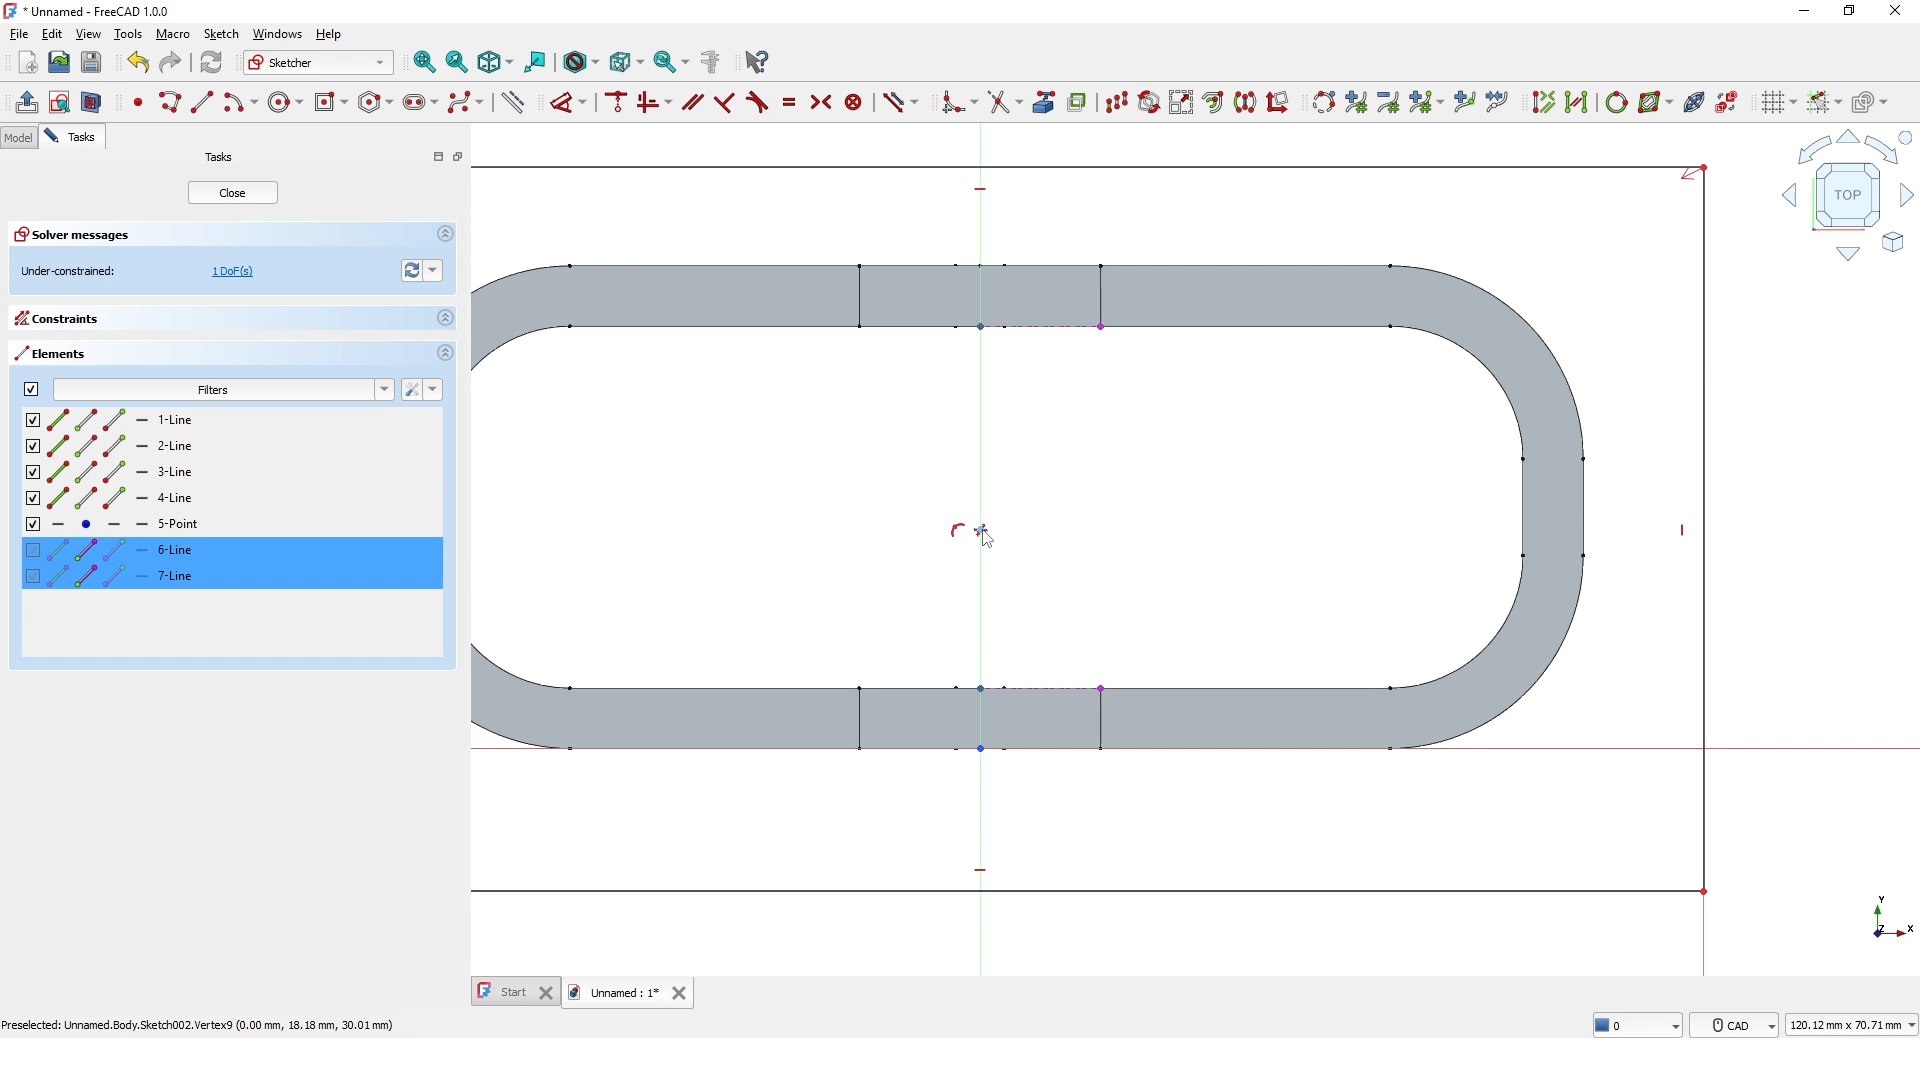 * Unnamed - FreeCAD 1.0.0
File Edit View Tools Macro Sketch Windows Help
Sketcher
Model Tasks
Tasks
Close
Solver messages
Under-constrained: 1 DoF(s)
Constraints
Elements
Filters
1-Line
2-Line
3-Line
4-Line
5-Point
6-Line
7-Line
TOP
Y
Z
X
Start
Unnamed : 1*
Preselected: Unnamed.Body.Sketch002.Vertex9 (0.00 mm, 18.18 mm, 30.01 mm)
0
CAD
120.12 mm x 70.71 mm